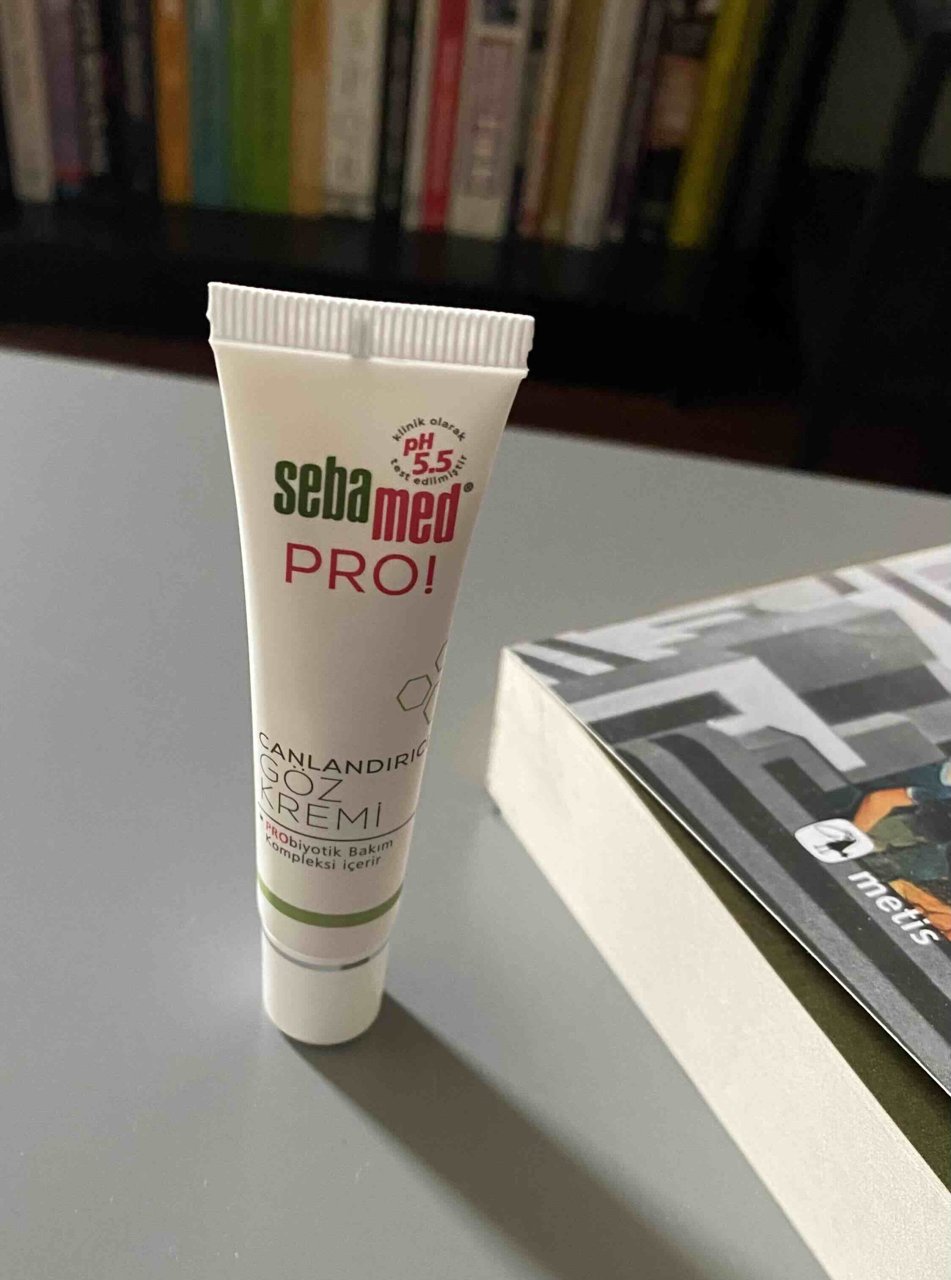 klinik olarak
pH
5.5
test edilmiştir
sebamed®
PRO!
CANLANDIRICI
GÖZ
KREMİ
PRObiyotik Bakım
Kompleksi içerir
metis